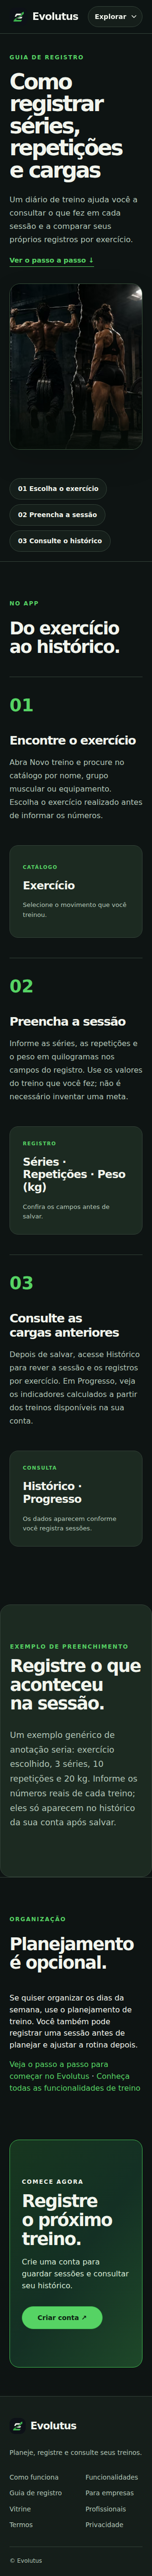 Evolutus
Explorar
GUIA DE REGISTRO
Como
registrar
séries,
repetições
e cargas
Um diário de treino ajuda você a
consultar o que fez em cada
sessão e a comparar seus
próprios registros por exercício.
Ver o passo a passo ↓
01 Escolha o exercício
02 Preencha a sessão
03 Consulte o histórico
NO APP
Do exercício
ao histórico.
01
Encontre o exercício
Abra Novo treino e procure no
catálogo por nome, grupo
muscular ou equipamento.
Escolha o exercício realizado antes
de informar os números.
CATÁLOGO
Exercício
Selecione o movimento que você
treinou.
02
Preencha a sessão
Informe as séries, as repetições e
o peso em quilogramas nos
campos do registro. Use os valores
do treino que você fez; não é
necessário inventar uma meta.
REGISTRO
Séries ·
Repetições · Peso
(kg)
Confira os campos antes de
salvar.
03
Consulte as
cargas anteriores
Depois de salvar, acesse Histórico
para rever a sessão e os registros
por exercício. Em Progresso, veja
os indicadores calculados a partir
dos treinos disponíveis na sua
conta.
CONSULTA
Histórico ·
Progresso
Os dados aparecem conforme
você registra sessões.
EXEMPLO DE PREENCHIMENTO
Registre o que
aconteceu
na sessão.
Um exemplo genérico de
anotação seria: exercício
escolhido, 3 séries, 10
repetições e 20 kg. Informe os
números reais de cada treino;
eles só aparecem no histórico
da sua conta após salvar.
ORGANIZAÇÃO
Planejamento
é opcional.
Se quiser organizar os dias da
semana, use o planejamento de
treino. Você também pode
registrar uma sessão antes de
planejar e ajustar a rotina depois.
Veja o passo a passo para
começar no Evolutus · Conheça
todas as funcionalidades de treino
COMECE AGORA
Registre
o próximo
treino.
Crie uma conta para
guardar sessões e consultar
seu histórico.
Criar conta ↗
Evolutus
Planeje, registre e consulte seus treinos.
Como funciona
Funcionalidades
Guia de registro
Para empresas
Vitrine
Profissionais
Termos
Privacidade
© Evolutus